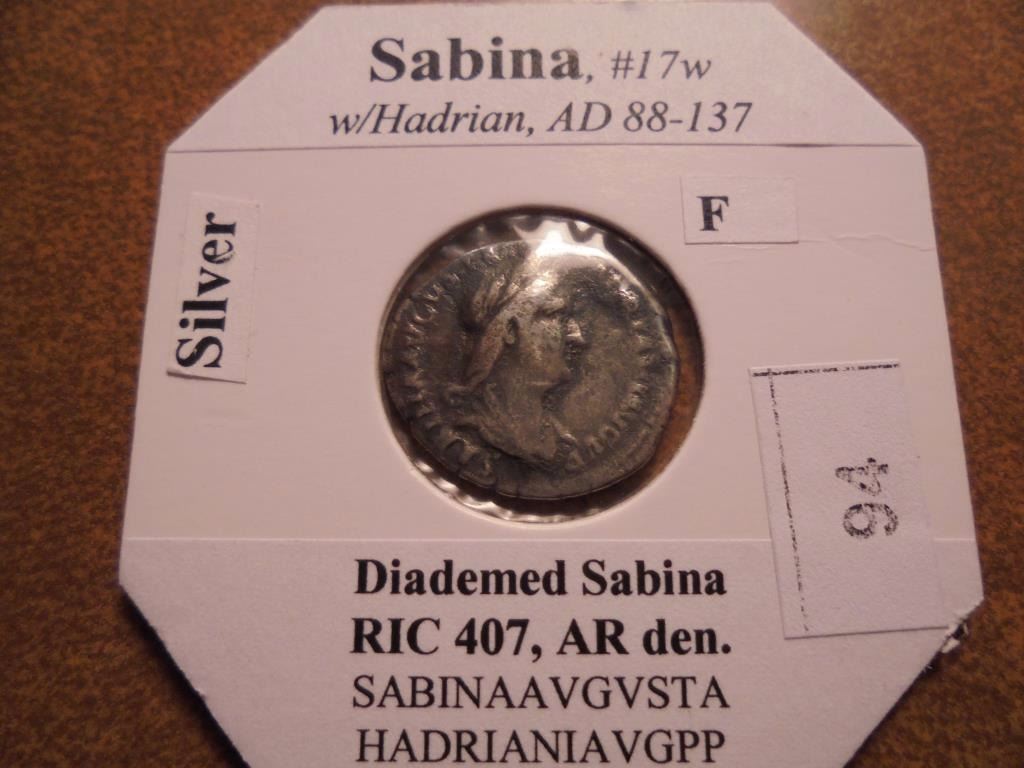 Sabina, #17w
w/Hadrian, AD 88-137
Silver
F
94
Diademed Sabina
RIC 407, AR den.
SABINAAVGVSTA
HADRIANIAVGPP